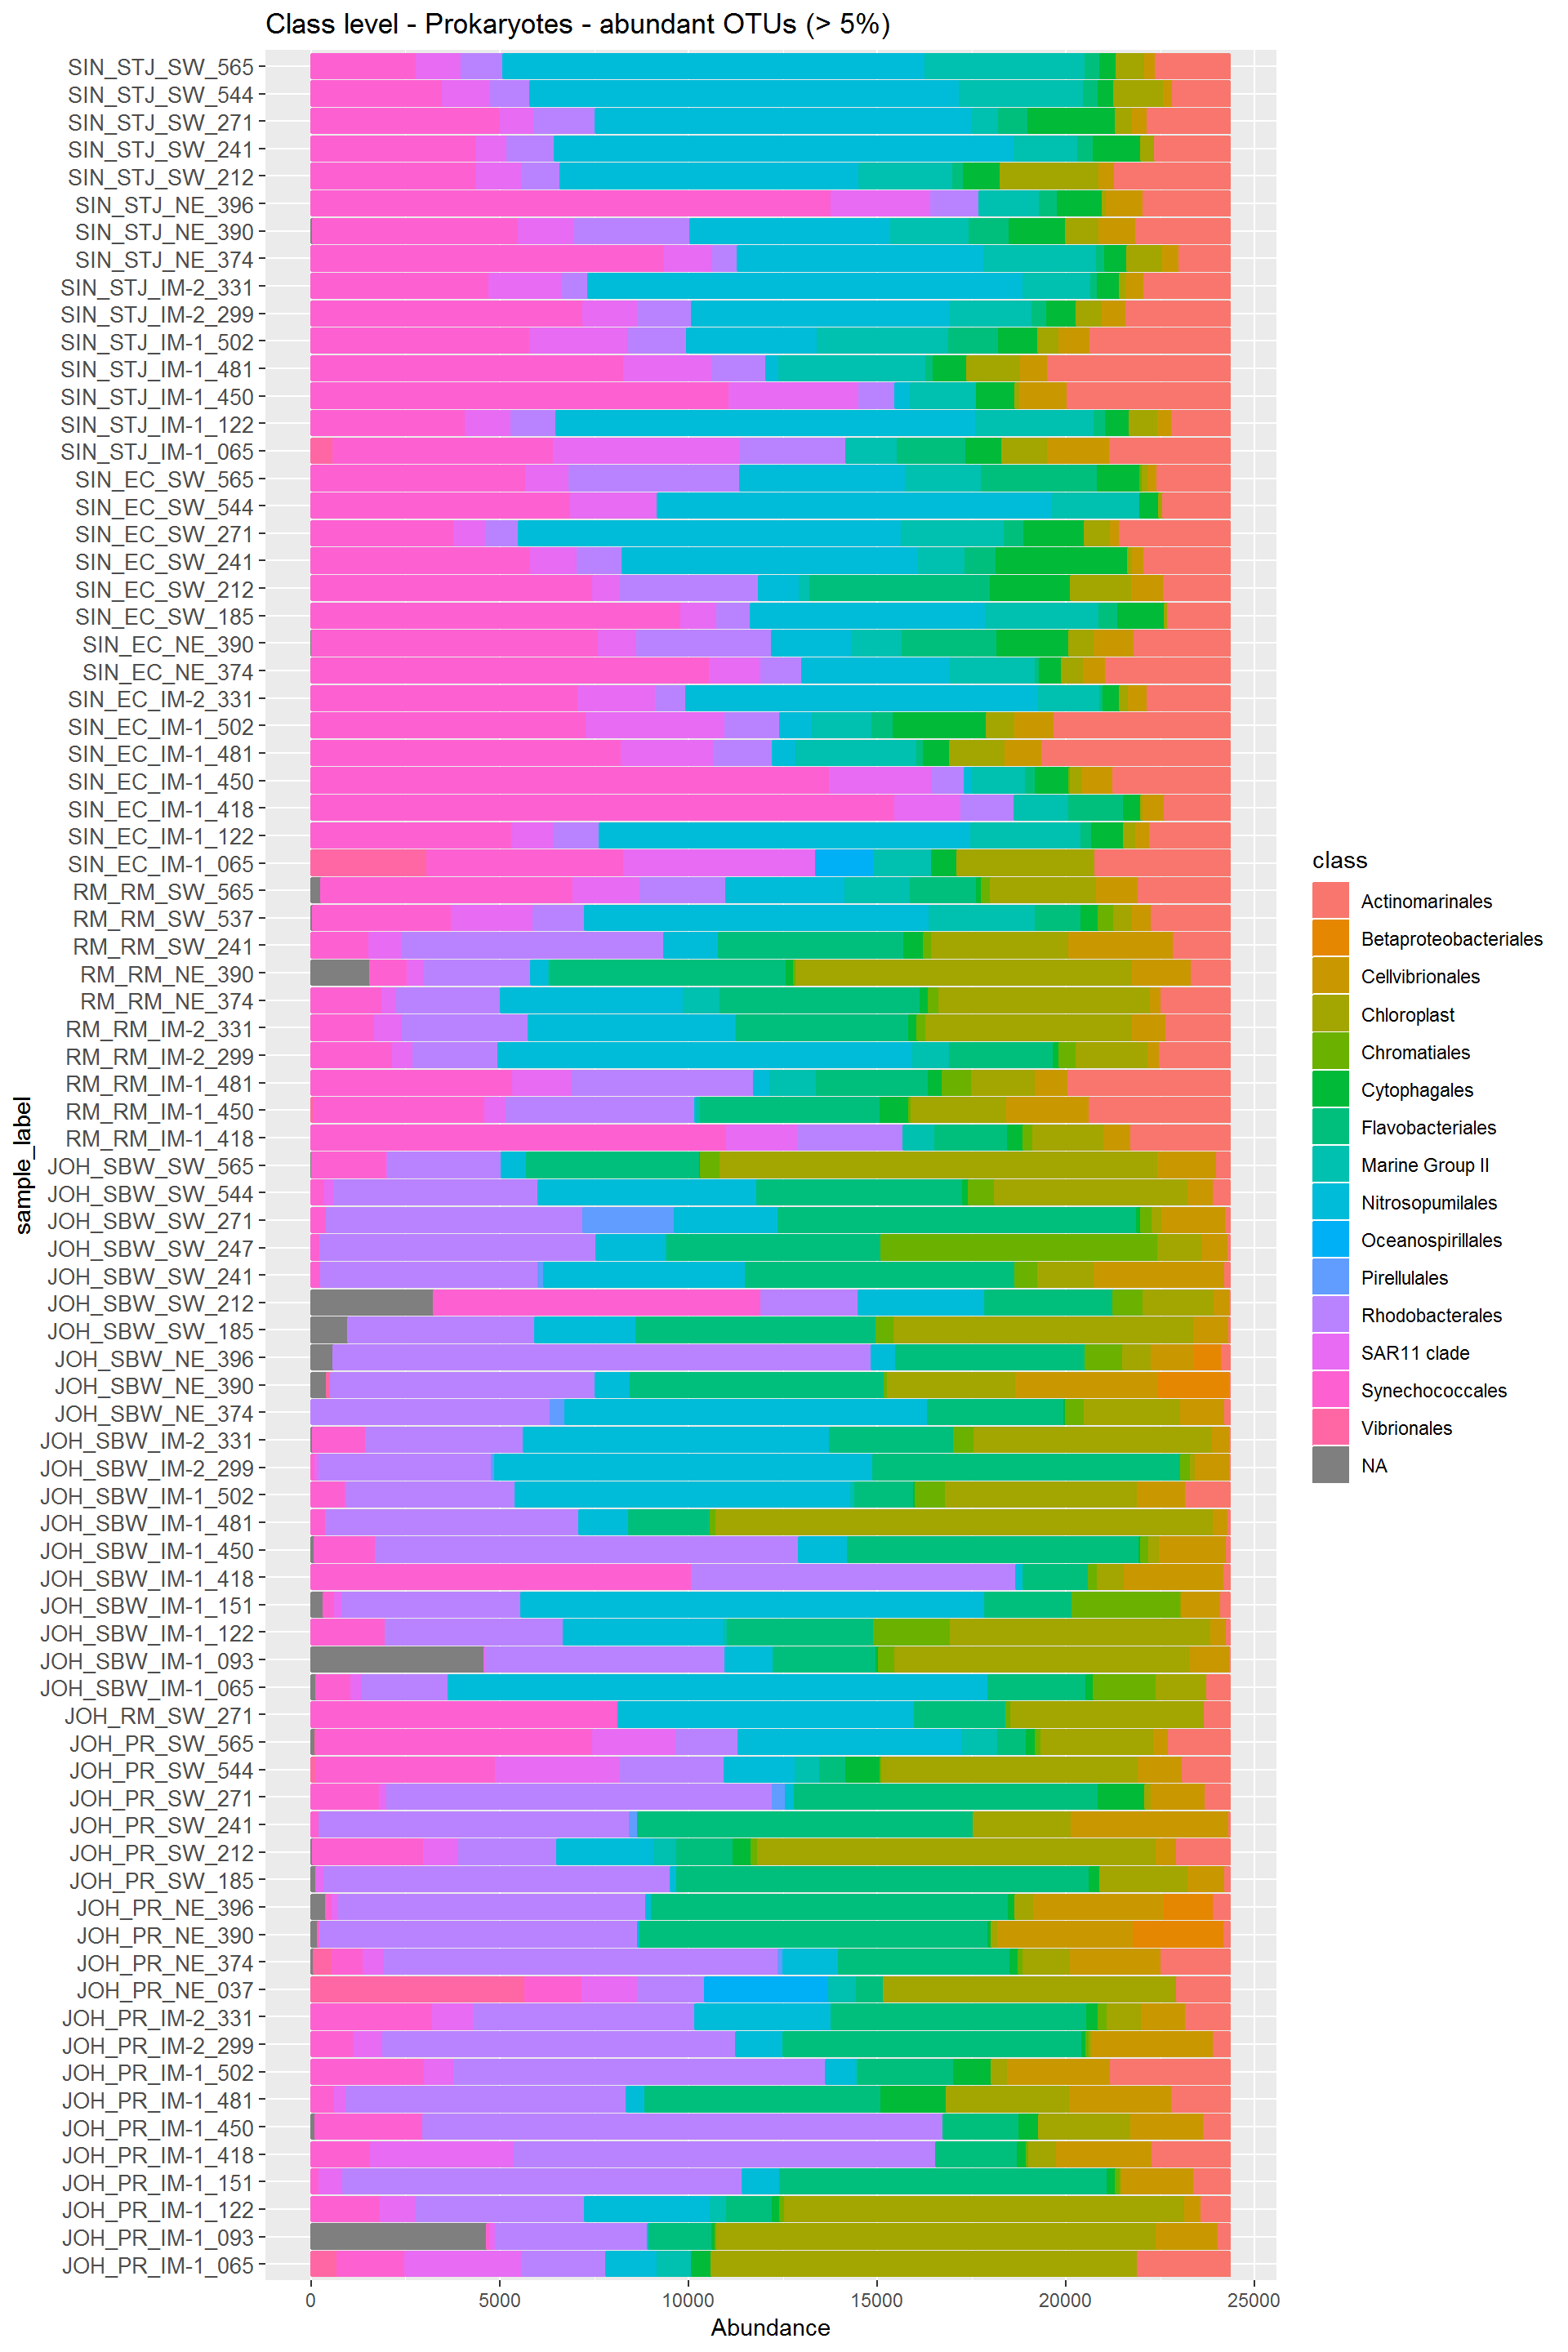 Class level - Prokaryotes - abundant OTUs (> 5%)
SIN_STJ_SW_565
SIN_STJ_SW_544
SIN_STJ_SW_271
SIN_STJ_SW_241
SIN_STJ_SW_212
SIN_STJ_NE_396
SIN_STJ_NE_390
SIN_STJ_NE_374
SIN_STJ_IM-2_331
SIN_STJ_IM-2_299
SIN_STJ_IM-1_502
SIN_STJ_IM-1_481
SIN_STJ_IM-1_450
SIN_STJ_IM-1_122
SIN_STJ_IM-1_065
SIN_EC_SW_565
SIN_EC_SW_544
SIN_EC_SW_271
SIN_EC_SW_241
SIN_EC_SW_212
SIN_EC_SW_185
SIN_EC_NE_390
SIN_EC_NE_374
SIN_EC_IM-2_331
SIN_EC_IM-1_502
SIN_EC_IM-1_481
SIN_EC_IM-1_450
SIN_EC_IM-1_418
SIN_EC_IM-1_122
SIN_EC_IM-1_065
RM_RM_SW_565
RM_RM_SW_537
RM_RM_SW_241
RM_RM_NE_390
RM_RM_NE_374
RM_RM_IM-2_331
RM_RM_IM-2_299
RM_RM_IM-1_481
RM_RM_IM-1_450
RM_RM_IM-1_418
JOH_SBW_SW_565
JOH_SBW_SW_544
JOH_SBW_SW_271
JOH_SBW_SW_247
JOH_SBW_SW_241
JOH_SBW_SW_212
JOH_SBW_SW_185
JOH_SBW_NE_396
JOH_SBW_NE_390
JOH_SBW_NE_374
JOH_SBW_IM-2_331
JOH_SBW_IM-2_299
JOH_SBW_IM-1_502
JOH_SBW_IM-1_481
JOH_SBW_IM-1_450
JOH_SBW_IM-1_418
JOH_SBW_IM-1_151
JOH_SBW_IM-1_122
JOH_SBW_IM-1_093
JOH_SBW_IM-1_065
JOH_RM_SW_271
JOH_PR_SW_565
JOH_PR_SW_544
JOH_PR_SW_271
JOH_PR_SW_241
JOH_PR_SW_212
JOH_PR_SW_185
JOH_PR_NE_396
JOH_PR_NE_390
JOH_PR_NE_374
JOH_PR_NE_037
JOH_PR_IM-2_331
JOH_PR_IM-2_299
JOH_PR_IM-1_502
JOH_PR_IM-1_481
JOH_PR_IM-1_450
JOH_PR_IM-1_418
JOH_PR_IM-1_151
JOH_PR_IM-1_122
JOH_PR_IM-1_093
JOH_PR_IM-1_065
sample_label
0 5000 10000 15000 20000 25000
Abundance
class
Actinomarinales
Betaproteobacteriales
Cellvibrionales
Chloroplast
Chromatiales
Cytophagales
Flavobacteriales
Marine Group II
Nitrosopumilales
Oceanospirillales
Pirellulales
Rhodobacterales
SAR11 clade
Synechococcales
Vibrionales
NA